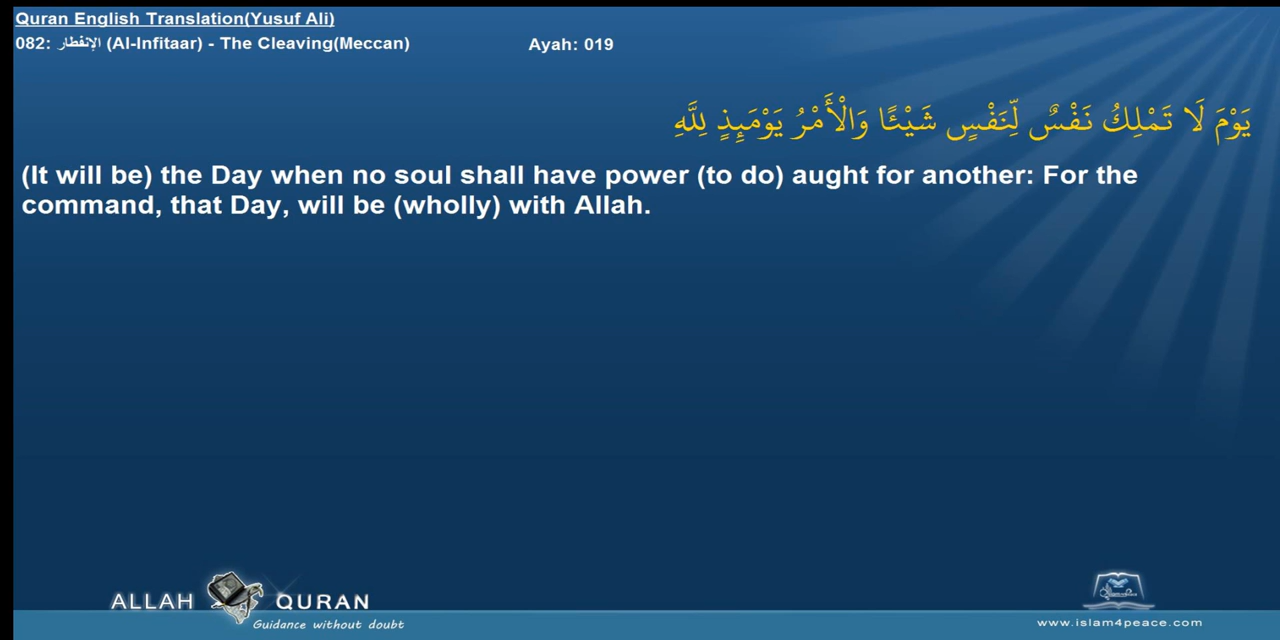 Quran English Translation(Yusuf Ali)
082: الإنفطار (Al-Infitaar) - The Cleaving(Meccan) Ayah: 019
يَوْمَ لَا تَمْلِكُ نَفْسٌ لِّنَفْسٍ شَيْئًا وَالْأَمْرُ يَوْمَئِذٍ لِلَّهِ
(It will be) the Day when no soul shall have power (to do) aught for another: For the
command, that Day, will be (wholly) with Allah.
ALLAH QURAN
Guidance without doubt
www.islam4peace.com